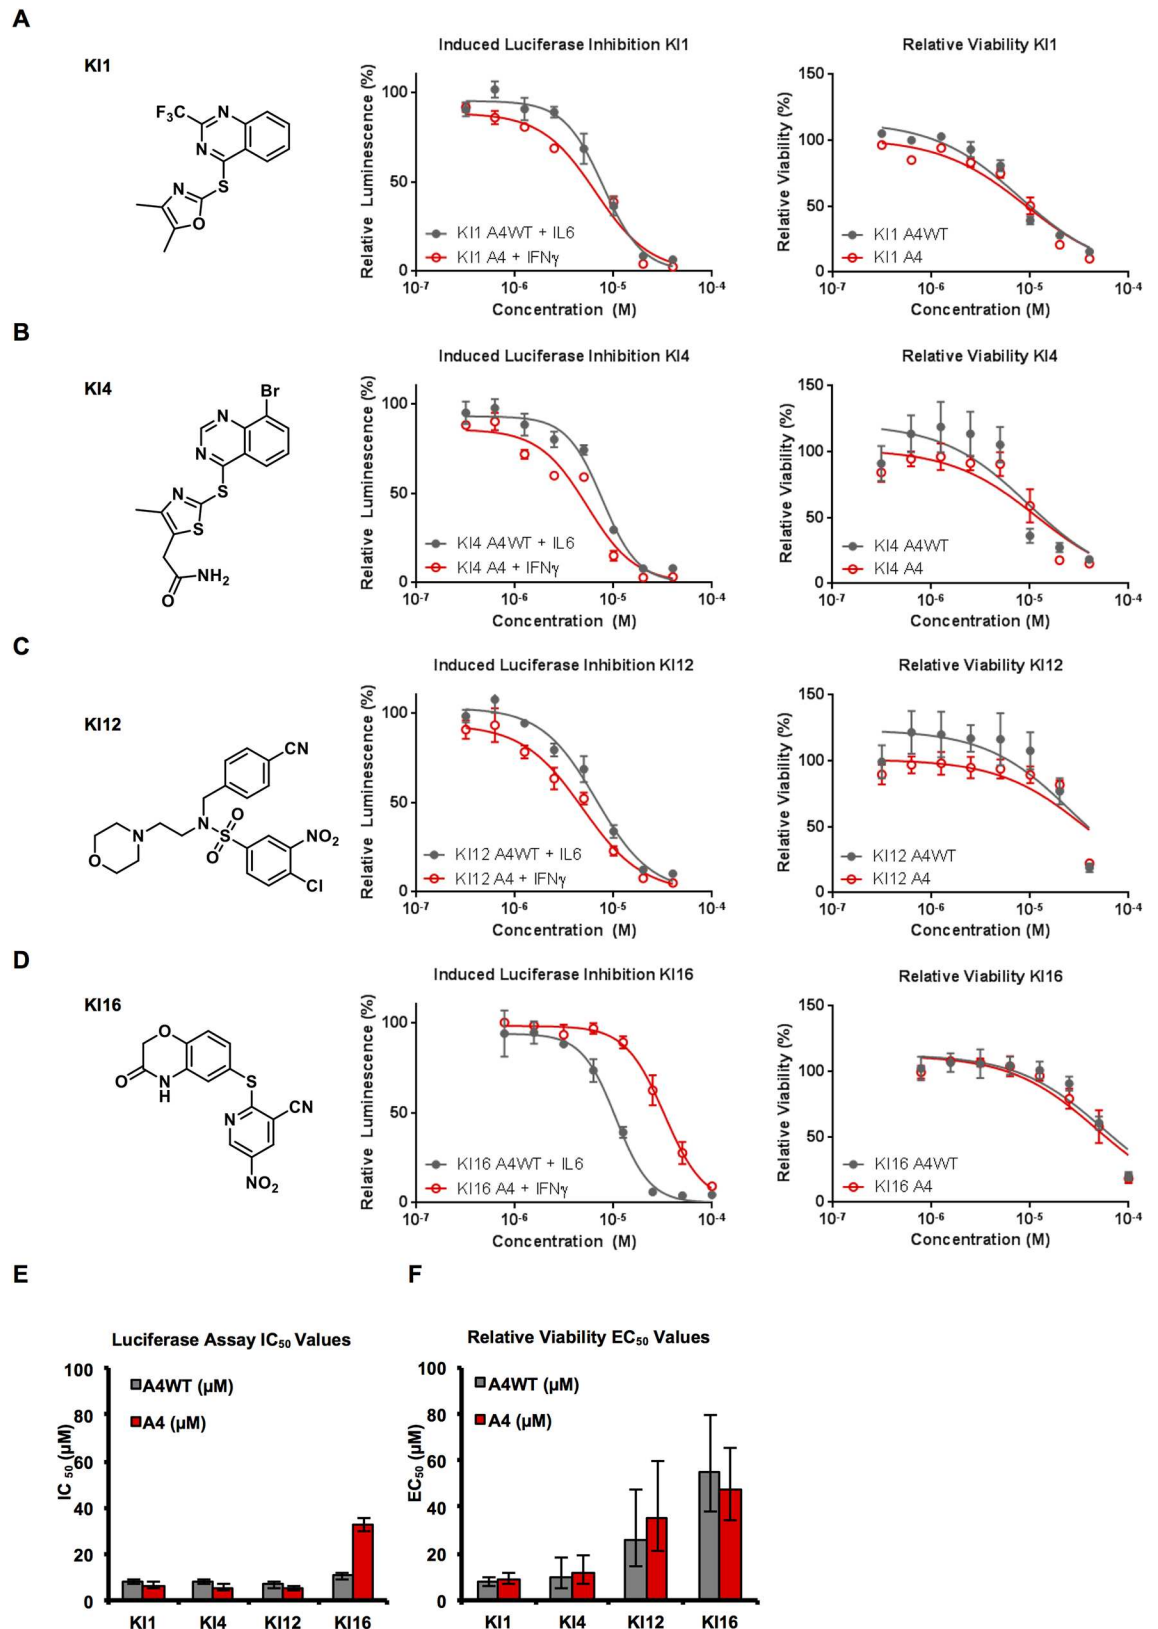 A
KI1
F₃C
N
N
S
N
O
Induced Luciferase Inhibition KI1
Relative Luminescence (%)
100
50
0
KI1 A4WT + IL6
KI1 A4 + IFNγ
10⁻⁷ 10⁻⁶ 10⁻⁵ 10⁻⁴
Concentration (M)
Relative Viability KI1
Relative Viability (%)
150
100
50
0
KI1 A4WT
KI1 A4
10⁻⁷ 10⁻⁶ 10⁻⁵ 10⁻⁴
Concentration (M)
B
KI4
Br
N
N
S
N
S
NH₂
O
Induced Luciferase Inhibition KI4
Relative Luminescence (%)
100
50
0
KI4 A4WT + IL6
KI4 A4 + IFNγ
10⁻⁷ 10⁻⁶ 10⁻⁵ 10⁻⁴
Concentration (M)
Relative Viability KI4
Relative Viability (%)
150
100
50
0
KI4 A4WT
KI4 A4
10⁻⁷ 10⁻⁶ 10⁻⁵ 10⁻⁴
Concentration (M)
C
KI12
CN
N
O
N
S
O
O
NO₂
Cl
Induced Luciferase Inhibition KI12
Relative Luminescence (%)
100
50
0
KI12 A4WT + IL6
KI12 A4 + IFNγ
10⁻⁷ 10⁻⁶ 10⁻⁵ 10⁻⁴
Concentration (M)
Relative Viability KI12
Relative Viability (%)
150
100
50
0
KI12 A4WT
KI12 A4
10⁻⁷ 10⁻⁶ 10⁻⁵ 10⁻⁴
Concentration (M)
D
KI16
O
O
N
H
S
N
CN
NO₂
Induced Luciferase Inhibition KI16
Relative Luminescence (%)
100
50
0
KI16 A4WT + IL6
KI16 A4 + IFNγ
10⁻⁷ 10⁻⁶ 10⁻⁵ 10⁻⁴
Concentration (M)
Relative Viability KI16
Relative Viability (%)
150
100
50
0
KI16 A4WT
KI16 A4
10⁻⁷ 10⁻⁶ 10⁻⁵ 10⁻⁴
Concentration (M)
E
Luciferase Assay IC₅₀ Values
IC ₅₀ (µM)
100
80
60
40
20
0
A4WT (µM)
A4 (µM)
KI1 KI4 KI12 KI16
F
Relative Viability EC₅₀ Values
EC₅₀ (µM)
100
80
60
40
20
0
A4WT (µM)
A4 (µM)
KI1 KI4 KI12 KI16